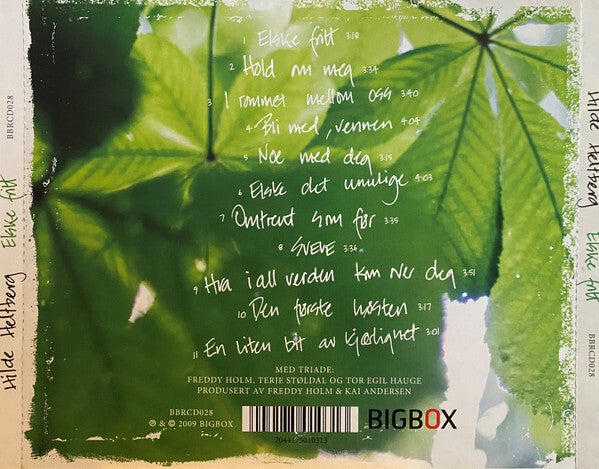 1 Elske fritt 3:18
2 Hold om meg 3:34
3 I rommet mellom oss 3:40
4 Bli med, vennen 4:04
5 Noe med deg 3:15
6 Elske det umulige 4:03
7 Omtrent som før 3:35
8 SVEVE 3:36
9 Hva i all verden kan ver deg 3:51
10 Den første høsten 3:17
11 En liten bit av kjærlighet 3:01
MED TRIADE:
FREDDY HOLM, TERJE STØLDAL OG TOR EGIL HAUGE
PRODUSERT AV FREDDY HOLM & KAI ANDERSEN
BBRCD028
℗ & © 2009 BIGBOX
BIGBOX
Hilde Heltberg Elske fritt BBRCD028
Hilde Heltberg Elske fritt BBRCD028